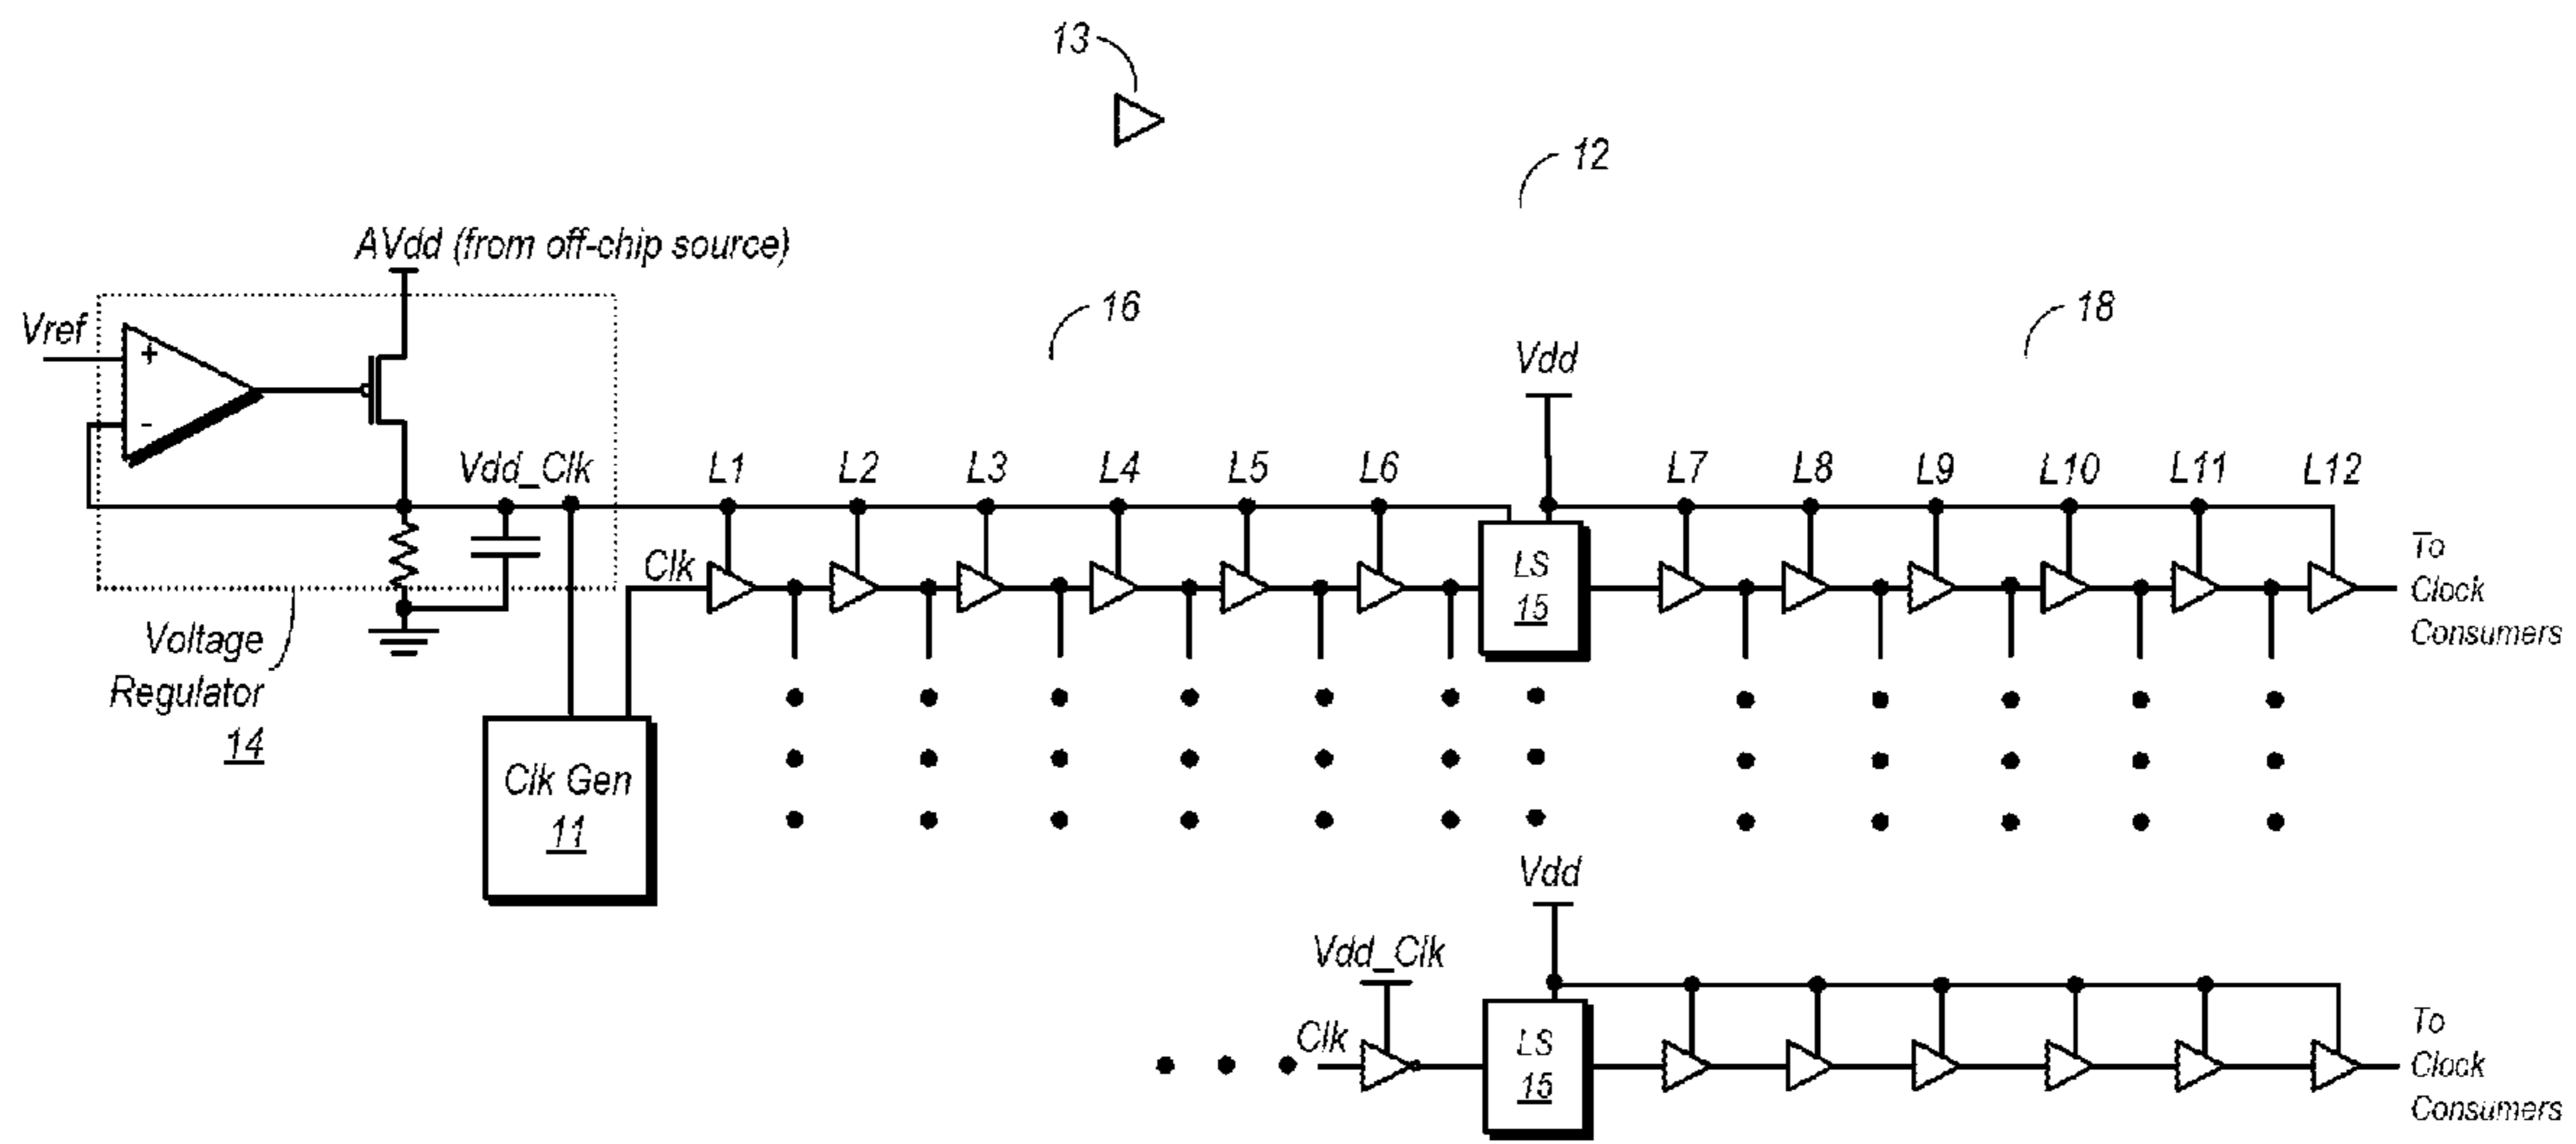 13
12
AVdd (from off-chip source)
16
18
Vref
+
-
Vdd
Vdd_Clk
L1
L2
L3
L4
L5
L6
L7
L8
L9
L10
L11
L12
Clk
LS
15
To
Clock
Consumers
Voltage
Regulator
14
Clk Gen
11
Vdd
Vdd_Clk
Clk
LS
15
To
Clock
Consumers